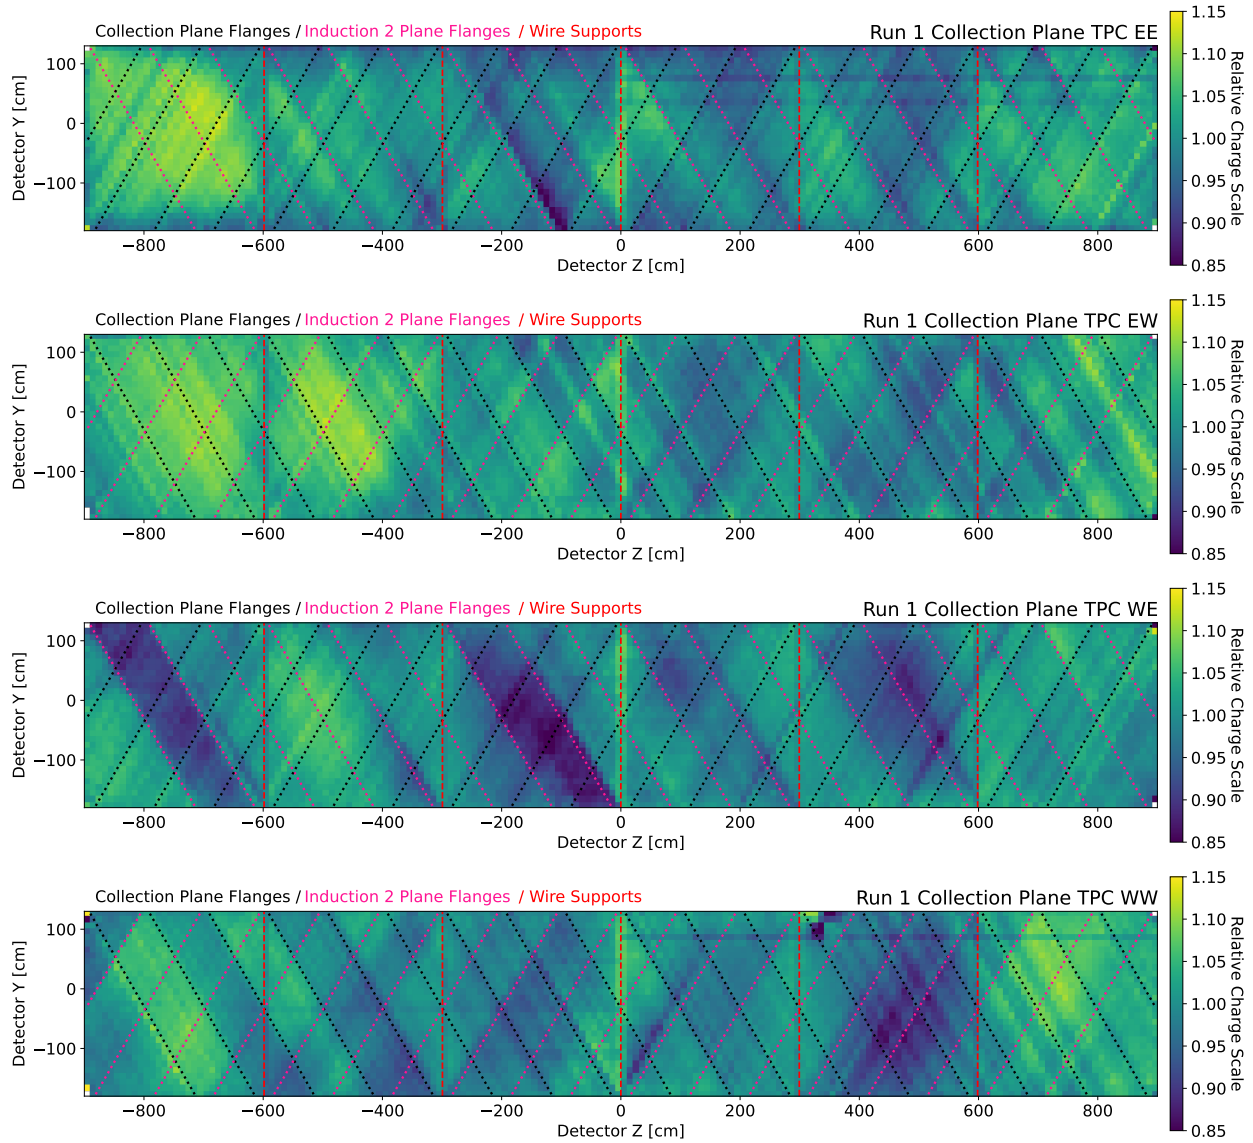 Collection Plane Flanges / Induction 2 Plane Flanges / Wire Supports Run 1 Collection Plane TPC EE
Detector Y [cm]
100
0
−100
−800 −600 −400 −200 0 200 400 600 800
Detector Z [cm]
1.15
1.10
1.05
1.00
0.95
0.90
0.85
Relative Charge Scale
Collection Plane Flanges / Induction 2 Plane Flanges / Wire Supports Run 1 Collection Plane TPC EW
Detector Y [cm]
100
0
−100
−800 −600 −400 −200 0 200 400 600 800
Detector Z [cm]
1.15
1.10
1.05
1.00
0.95
0.90
0.85
Relative Charge Scale
Collection Plane Flanges / Induction 2 Plane Flanges / Wire Supports Run 1 Collection Plane TPC WE
Detector Y [cm]
100
0
−100
−800 −600 −400 −200 0 200 400 600 800
Detector Z [cm]
1.15
1.10
1.05
1.00
0.95
0.90
0.85
Relative Charge Scale
Collection Plane Flanges / Induction 2 Plane Flanges / Wire Supports Run 1 Collection Plane TPC WW
Detector Y [cm]
100
0
−100
−800 −600 −400 −200 0 200 400 600 800
Detector Z [cm]
1.15
1.10
1.05
1.00
0.95
0.90
0.85
Relative Charge Scale